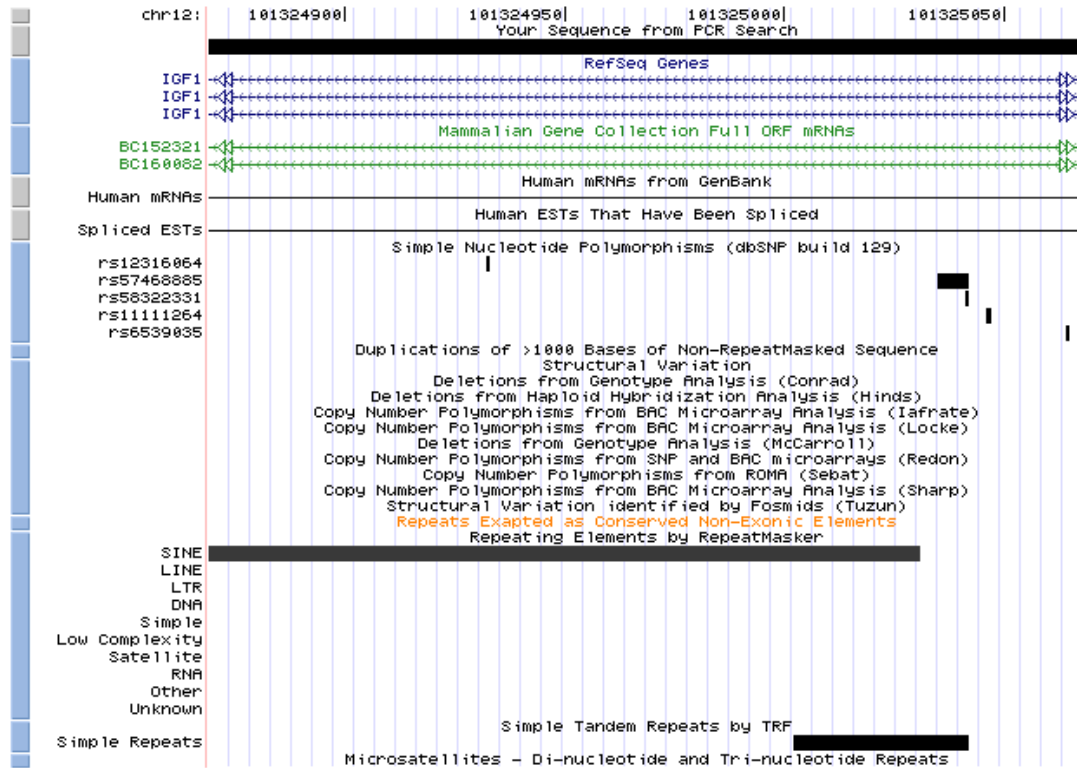 chr12: 101324900| 101324950| 101325000| 101325050|
Your Sequence from PCR Search
RefSeq Genes
IGF1
IGF1
IGF1
Mammalian Gene Collection Full ORF mRNAs
BC152321
BC160082
Human mRNAs from GenBank
Human mRNAs
Human ESTs That Have Been Spliced
Spliced ESTs
Simple Nucleotide Polymorphisms (dbSNP build 129)
rs12316064
rs57468885
rs58322331
rs11111264
rs6539035
Duplications of >1000 Bases of Non-RepeatMasked Sequence
Structural Variation
Deletions from Genotype Analysis (Conrad)
Deletions from Haploid Hybridization Analysis (Hinds)
Copy Number Polymorphisms from BAC Microarray Analysis (Iafrate)
Copy Number Polymorphisms from BAC Microarray Analysis (Locke)
Deletions from Genotype Analysis (McCarroll)
Copy Number Polymorphisms from SNP and BAC microarrays (Redon)
Copy Number Polymorphisms from ROMA (Sebat)
Copy Number Polymorphisms from BAC Microarray Analysis (Sharp)
Structural Variation identified by Fosmids (Tuzun)
Repeats Exapted as Conserved Non-Exonic Elements
Repeating Elements by RepeatMasker
SINE
LINE
LTR
DNA
Simple
Low Complexity
Satellite
RNA
Other
Unknown
Simple Tandem Repeats by TRF
Simple Repeats
Microsatellites - Di-nucleotide and Tri-nucleotide Repeats